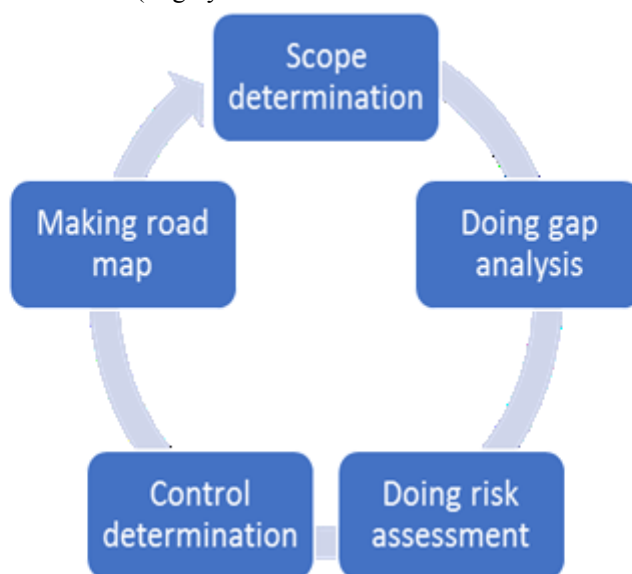 Scope
determination
Doing gap
analysis
Doing risk
assessment
Control
determination
Making road
map